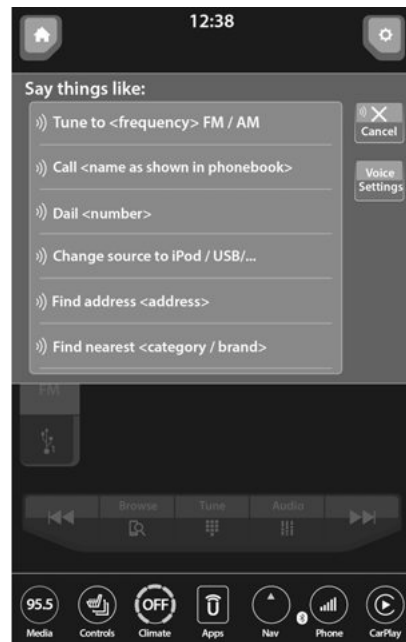 12:38
Say things like:
Tune to <frequency> FM / AM
Cancel
Call <name as shown in phonebook>
Voice
Settings
Dail <number>
Change source to iPod / USB/...
Find address <address>
Find nearest <category / brand>
FM
Browse Tune Audio
95.5 OFF
Media Controls Climate Apps Nav Phone CarPlay